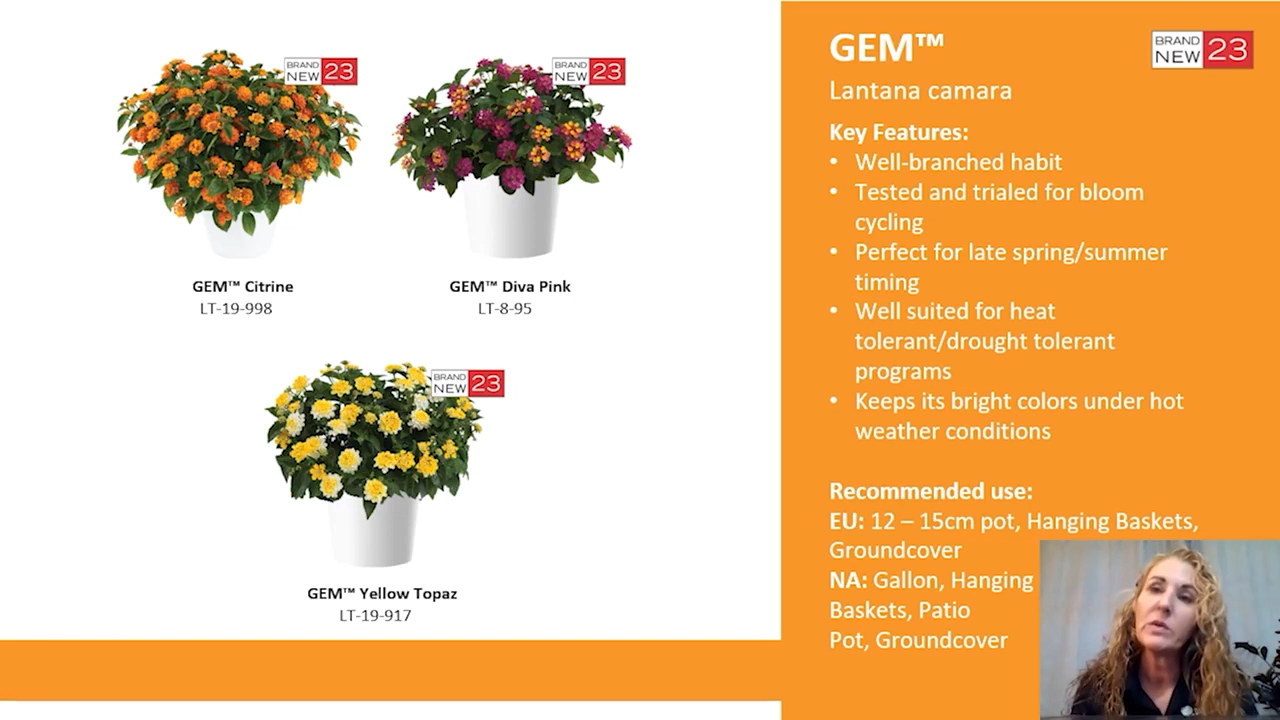 BRAND
NEW 23
BRAND
NEW 23
GEM™ Citrine
LT-19-998
GEM™ Diva Pink
LT-8-95
BRAND
NEW 23
GEM™ Yellow Topaz
LT-19-917
GEM™
BRAND
NEW 23
Lantana camara
Key Features:
• Well-branched habit
• Tested and trialed for bloom
cycling
• Perfect for late spring/summer
timing
• Well suited for heat
tolerant/drought tolerant
programs
• Keeps its bright colors under hot
weather conditions
Recommended use:
EU: 12 – 15cm pot, Hanging Baskets,
Groundcover
NA: Gallon, Hanging
Baskets, Patio
Pot, Groundcover